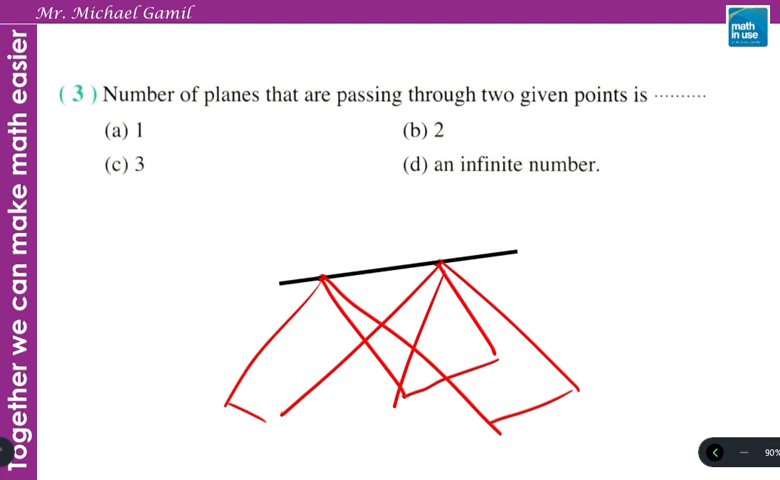 Mr. Michael Gamil
math
in use
Together we can make math easier
( 3 ) Number of planes that are passing through two given points is ..........
(a) 1
(b) 2
(c) 3
(d) an infinite number.
90%